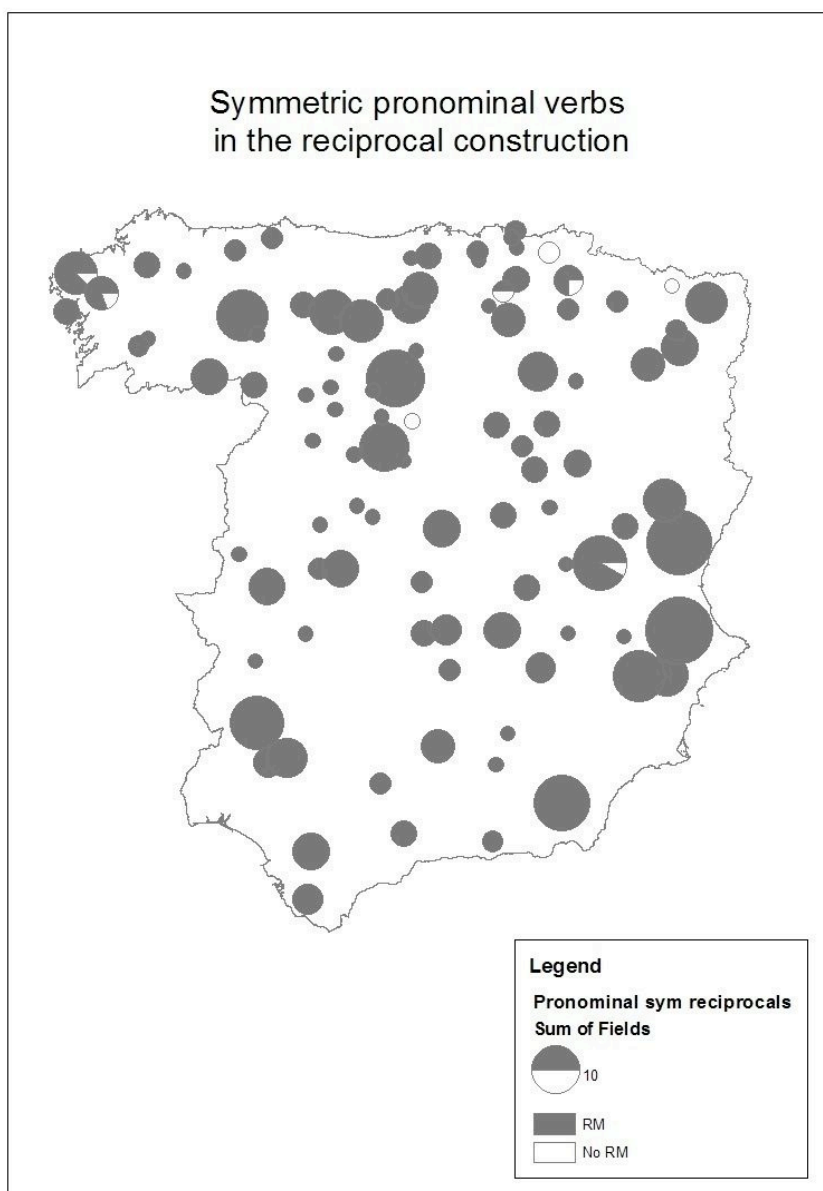 Symmetric pronominal verbs
in the reciprocal construction
Legend
Pronominal sym reciprocals
Sum of Fields
10
RM
No RM